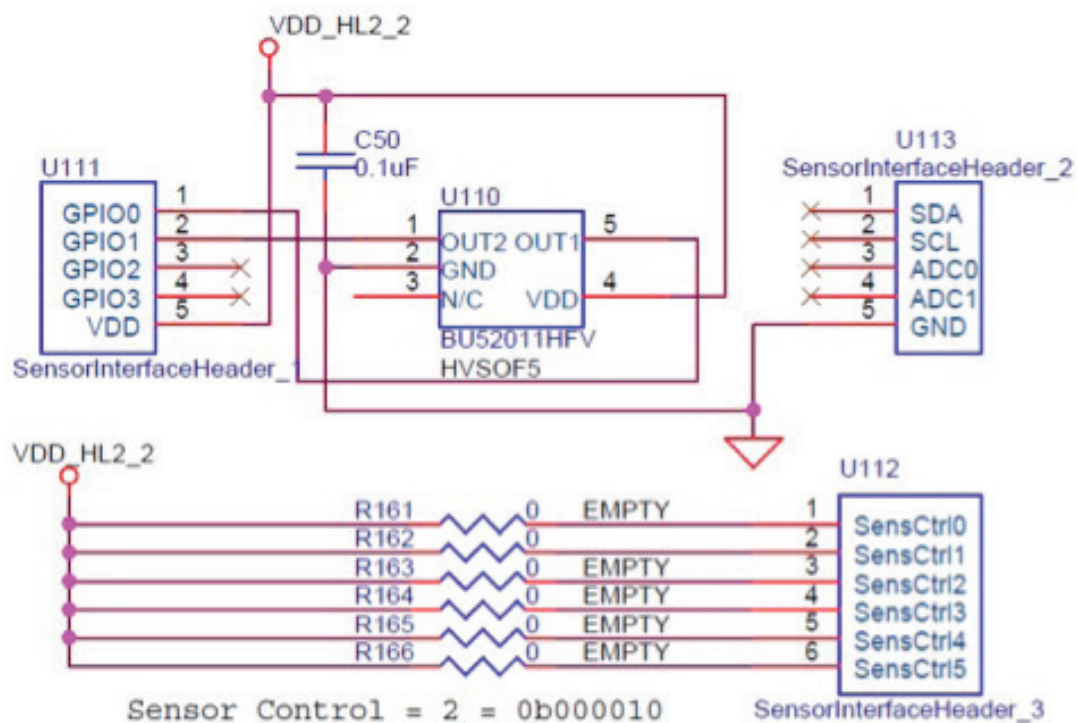 VDD_HL2_2
C50
0.1uF
U111
GPIO0 1
GPIO1 2
GPIO2 3
GPIO3 4
VDD 5
SensorInterfaceHeader_1
U110
1 OUT2 OUT1 5
2 GND
3 N/C VDD 4
BU52011HFV
HVSOF5
U113
SensorInterfaceHeader_2
1 SDA
2 SCL
3 ADC0
4 ADC1
5 GND
VDD_HL2_2
U112
R161 0 EMPTY 1 SensCtrl0
R162 0 2 SensCtrl1
R163 0 EMPTY 3 SensCtrl2
R164 0 EMPTY 4 SensCtrl3
R165 0 EMPTY 5 SensCtrl4
R166 0 EMPTY 6 SensCtrl5
Sensor Control = 2 = 0b000010
SensorInterfaceHeader_3